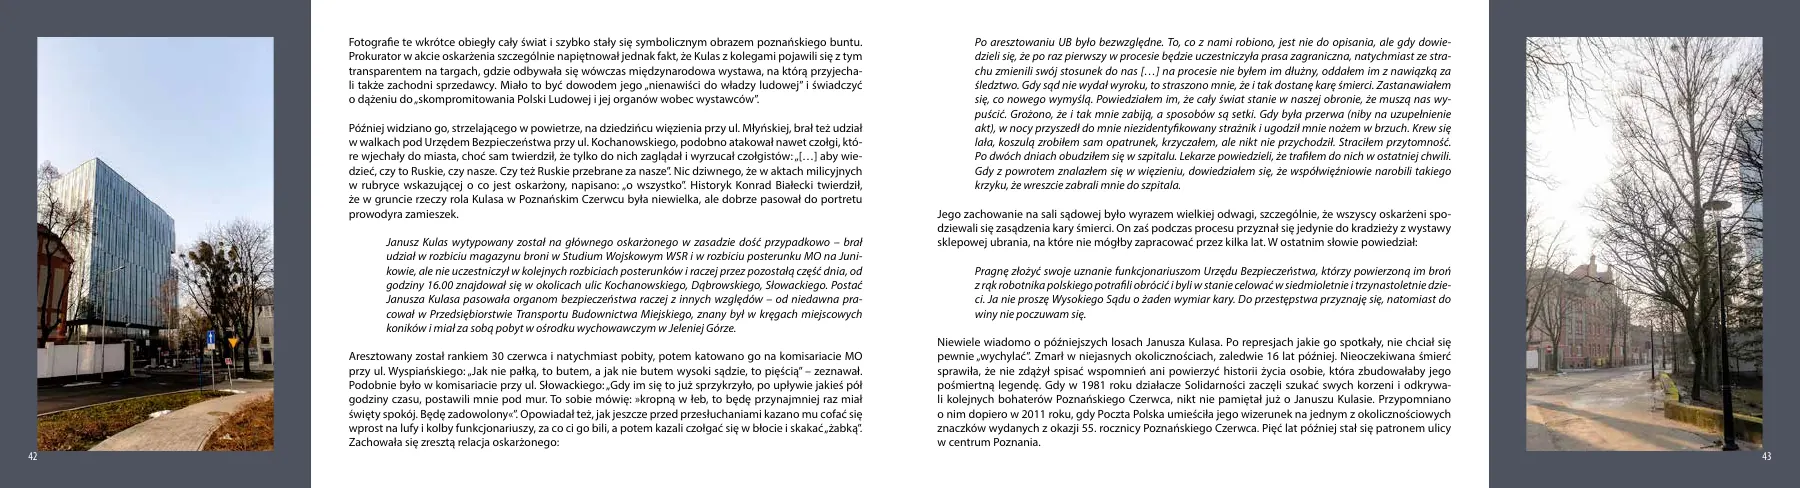 Fotografie te wkrótce obiegły cały świat i szybko stały się symbolicznym obrazem poznańskiego buntu.
Prokurator w akcie oskarżenia szczególnie napiętnował jednak fakt, że Kulas z kolegami pojawili się z tym
transparentem na targach, gdzie odbywała się wówczas międzynarodowa wystawa, na którą przyjecha-
li także zachodni sprzedawcy. Miało to być dowodem jego „nienawiści do władzy ludowej” i świadczyć
o dążeniu do „skompromitowania Polski Ludowej i jej organów wobec wystawców”.
Później widziano go, strzelającego w powietrze, na dziedzińcu więzienia przy ul. Młyńskiej, brał też udział
w walkach pod Urzędem Bezpieczeństwa przy ul. Kochanowskiego, podobno atakował nawet czołgi, któ-
re wjechały do miasta, choć sam twierdził, że tylko do nich zaglądał i wyrzucał czołgistów: „[…] aby wie-
dzieć, czy to Ruskie, czy nasze. Czy też Ruskie przebrane za nasze”. Nic dziwnego, że w aktach milicyjnych
w rubryce wskazującej o co jest oskarżony, napisano: „o wszystko”. Historyk Konrad Białecki twierdził,
że w gruncie rzeczy rola Kulasa w Poznańskim Czerwcu była niewielka, ale dobrze pasował do portretu
prowodyra zamieszek.
Janusz Kulas wytypowany został na głównego oskarżonego w zasadzie dość przypadkowo – brał
udział w rozbiciu magazynu broni w Studium Wojskowym WSR i w rozbiciu posterunku MO na Juni-
kowie, ale nie uczestniczył w kolejnych rozbiciach posterunków i raczej przez pozostałą część dnia, od
godziny 16.00 znajdował się w okolicach ulic Kochanowskiego, Dąbrowskiego, Słowackiego. Postać
Janusza Kulasa pasowała organom bezpieczeństwa raczej z innych względów – od niedawna pra-
cował w Przedsiębiorstwie Transportu Budownictwa Miejskiego, znany był w kręgach miejscowych
koników i miał za sobą pobyt w ośrodku wychowawczym w Jeleniej Górze.
Aresztowany został rankiem 30 czerwca i natychmiast pobity, potem katowano go na komisariacie MO
przy ul. Wyspiańskiego: „Jak nie pałką, to butem, a jak nie butem wysoki sądzie, to pięścią” – zeznawał.
Podobnie było w komisariacie przy ul. Słowackiego: „Gdy im się to już sprzykrzyło, po upływie jakieś pół
godziny czasu, postawili mnie pod mur. To sobie mówię: »kropną w łeb, to będę przynajmniej raz miał
święty spokój. Będę zadowolony«”. Opowiadał też, jak jeszcze przed przesłuchaniami kazano mu cofać się
wprost na lufy i kolby funkcjonariuszy, za co ci go bili, a potem kazali czołgać się w błocie i skakać „żabką”.
Zachowała się zresztą relacja oskarżonego:
42
Po aresztowaniu UB było bezwzględne. To, co z nami robiono, jest nie do opisania, ale gdy dowie-
dzieli się, że po raz pierwszy w procesie będzie uczestniczyła prasa zagraniczna, natychmiast ze stra-
chu zmienili swój stosunek do nas […] na procesie nie byłem im dłużny, oddałem im z nawiązką za
śledztwo. Gdy sąd nie wydał wyroku, to straszono mnie, że i tak dostanę karę śmierci. Zastanawiałem
się, co nowego wymyślą. Powiedziałem im, że cały świat stanie w naszej obronie, że muszą nas wy-
puścić. Grożono, że i tak mnie zabiją, a sposobów są setki. Gdy była przerwa (niby na uzupełnienie
akt), w nocy przyszedł do mnie niezidentyfikowany strażnik i ugodził mnie nożem w brzuch. Krew się
lała, koszulą zrobiłem sam opatrunek, krzyczałem, ale nikt nie przychodził. Straciłem przytomność.
Po dwóch dniach obudziłem się w szpitalu. Lekarze powiedzieli, że trafiłem do nich w ostatniej chwili.
Gdy z powrotem znalazłem się w więzieniu, dowiedziałem się, że współwięźniowie narobili takiego
krzyku, że wreszcie zabrali mnie do szpitala.
Jego zachowanie na sali sądowej było wyrazem wielkiej odwagi, szczególnie, że wszyscy oskarżeni spo-
dziewali się zasądzenia kary śmierci. On zaś podczas procesu przyznał się jedynie do kradzieży z wystawy
sklepowej ubrania, na które nie mógłby zapracować przez kilka lat. W ostatnim słowie powiedział:
Pragnę złożyć swoje uznanie funkcjonariuszom Urzędu Bezpieczeństwa, którzy powierzoną im broń
z rąk robotnika polskiego potrafili obrócić i byli w stanie celować w siedmioletnie i trzynastoletnie dzie-
ci. Ja nie proszę Wysokiego Sądu o żaden wymiar kary. Do przestępstwa przyznaję się, natomiast do
winy nie poczuwam się.
Niewiele wiadomo o późniejszych losach Janusza Kulasa. Po represjach jakie go spotkały, nie chciał się
pewnie „wychylać”. Zmarł w niejasnych okolicznościach, zaledwie 16 lat później. Nieoczekiwana śmierć
sprawiła, że nie zdążył spisać wspomnień ani powierzyć historii życia osobie, która zbudowałaby jego
pośmiertną legendę. Gdy w 1981 roku działacze Solidarności zaczęli szukać swych korzeni i odkrywa-
li kolejnych bohaterów Poznańskiego Czerwca, nikt nie pamiętał już o Januszu Kulasie. Przypomniano
o nim dopiero w 2011 roku, gdy Poczta Polska umieściła jego wizerunek na jednym z okolicznościowych
znaczków wydanych z okazji 55. rocznicy Poznańskiego Czerwca. Pięć lat później stał się patronem ulicy
w centrum Poznania.
43